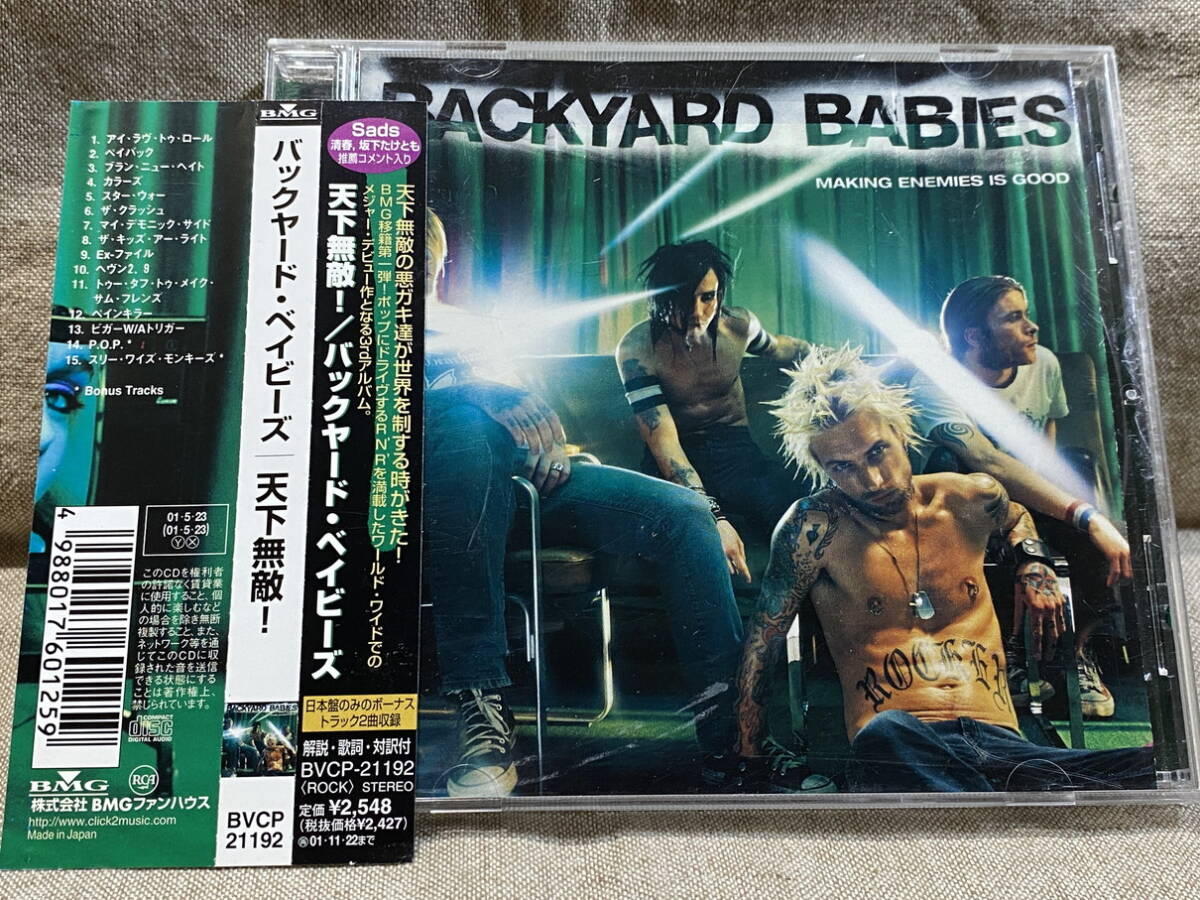 BMG
1. アイ・ラヴ・トゥ・ロール
2. ペイバック
3. ブラン・ニュー・ヘイト
4. カラーズ
5. スター・ウォー
6. ザ・クラッシュ
7. マイ・デモニック・サイド
8. ザ・キッズ・アー・ライト
9. Ex-ファイル
10. ヘヴン2.9
11. トゥー・タフ・トゥ・メイク・
サム・フレンズ
12. ペインキラー
13. ビガーW/Aトリガー
14. P.O.P. *
15. スリー・ワイズ・モンキーズ *
* Bonus Tracks
4 988017 601259
01·5·23
(01·5·23)
Y X
このCDを権利者
の許諾なく賃貸業
に使用すること、個
人的に楽しむなど
の場合を除き無断
複製すること、また、
ネットワーク等を通
じてこのCDに収
録された音を送信
できる状態にする
ことは著作権法上、
禁じられています。
COMPACT
disc
DIGITAL AUDIO
BMG
RCA
株式会社 BMGファンハウス
http://www.click2music.com
Made in Japan
バックヤード・ベイビーズ
天下無敵！
BACKYARD BABIES
BVCP
21192
Sads
清春, 坂下たけとも
推薦コメント入り
天下無敵の悪ガキ達が世界を制する時がきた！
BMG移籍第一弾！ポップにドライヴするR'N'Rを満載したワールド・ワイドでの
メジャー・デビュー作となる3rdアルバム。
天下無敵！/バックヤード・ベイビーズ
日本盤のみのボーナス
トラック2曲収録
解説・歌詞・対訳付
BVCP-21192
〈ROCK〉 STEREO
定価 ¥2,548
(税抜価格¥2,427)
01·11·22まで
BACKYARD BABIES
MAKING ENEMIES IS GOOD
ROCKER